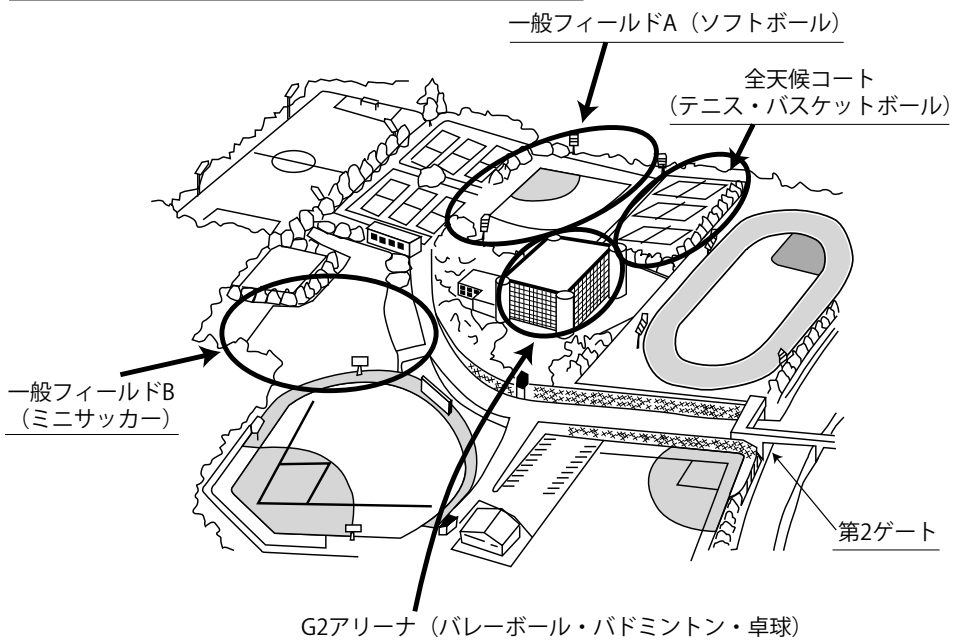 一般フィールドA（ソフトボール）
全天候コート
（テニス・バスケットボール）
一般フィールドB
（ミニサッカー）
第2ゲート
G2アリーナ（バレーボール・バドミントン・卓球）